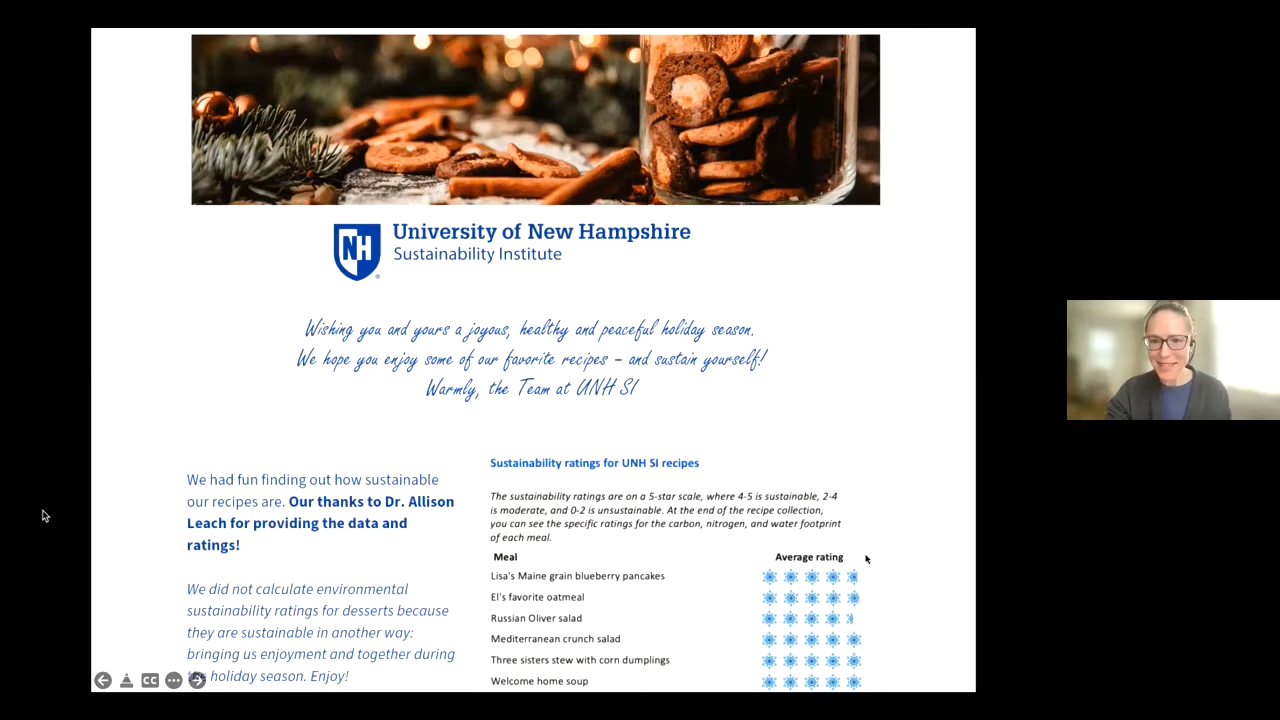 University of New Hampshire
Sustainability Institute
NH
®
Wishing you and yours a joyous, healthy and peaceful holiday season.
We hope you enjoy some of our favorite recipes – and sustain yourself!
Warmly, the Team at UNH SI
We had fun finding out how sustainable
our recipes are. Our thanks to Dr. Allison
Leach for providing the data and
ratings!
We did not calculate environmental
sustainability ratings for desserts because
they are sustainable in another way:
bringing us enjoyment and together during
holiday season. Enjoy!
Sustainability ratings for UNH SI recipes
The sustainability ratings are on a 5-star scale, where 4-5 is sustainable, 2-4
is moderate, and 0-2 is unsustainable. At the end of the recipe collection,
you can see the specific ratings for the carbon, nitrogen, and water footprint
of each meal.
Meal Average rating
Lisa's Maine grain blueberry pancakes
El's favorite oatmeal
Russian Oliver salad
Mediterranean crunch salad
Three sisters stew with corn dumplings
Welcome home soup
CC